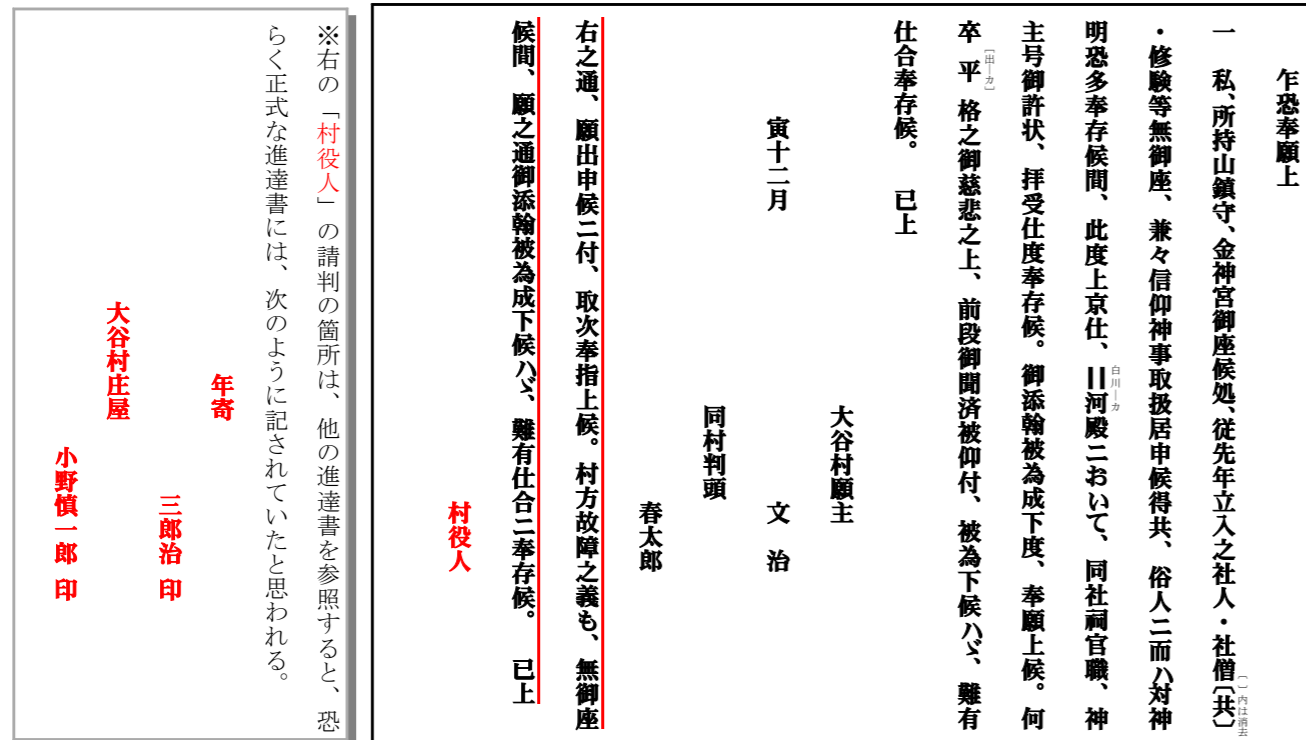 乍恐奉願上
一　私、所持山鎮守、金神宮御座候処、従先年立入之社人・社僧〔共〕
〔　〕内は消去
・修験等無御座、兼々信仰神事取扱居申候得共、俗人ニ而ハ対神
明恐多奉存候間、此度上京仕、〢河殿ニおいて、同社祠官職、神
白川―カ
主号御許状、拝受仕度奉存候。御添翰被為成下度、奉願上候。何
卒　平　格之御慈悲之上、前段御聞済被仰付、被為下候ハゞ、難有
〔出―カ〕
仕合奉存候。　已上
寅十二月
大谷村願主
文　治
同村判頭
春太郎
右之通、願出申候ニ付、取次奉指上候。村方故障之義も、無御座
候間、願之通御添翰被為成下候ハゞ、難有仕合ニ奉存候。　已上
村役人
※右の「村役人」の請判の箇所は、他の進達書を参照すると、恐
らく正式な進達書には、次のように記されていたと思われる。
年寄
三郎治　印
大谷村庄屋
小野慎一郎　印